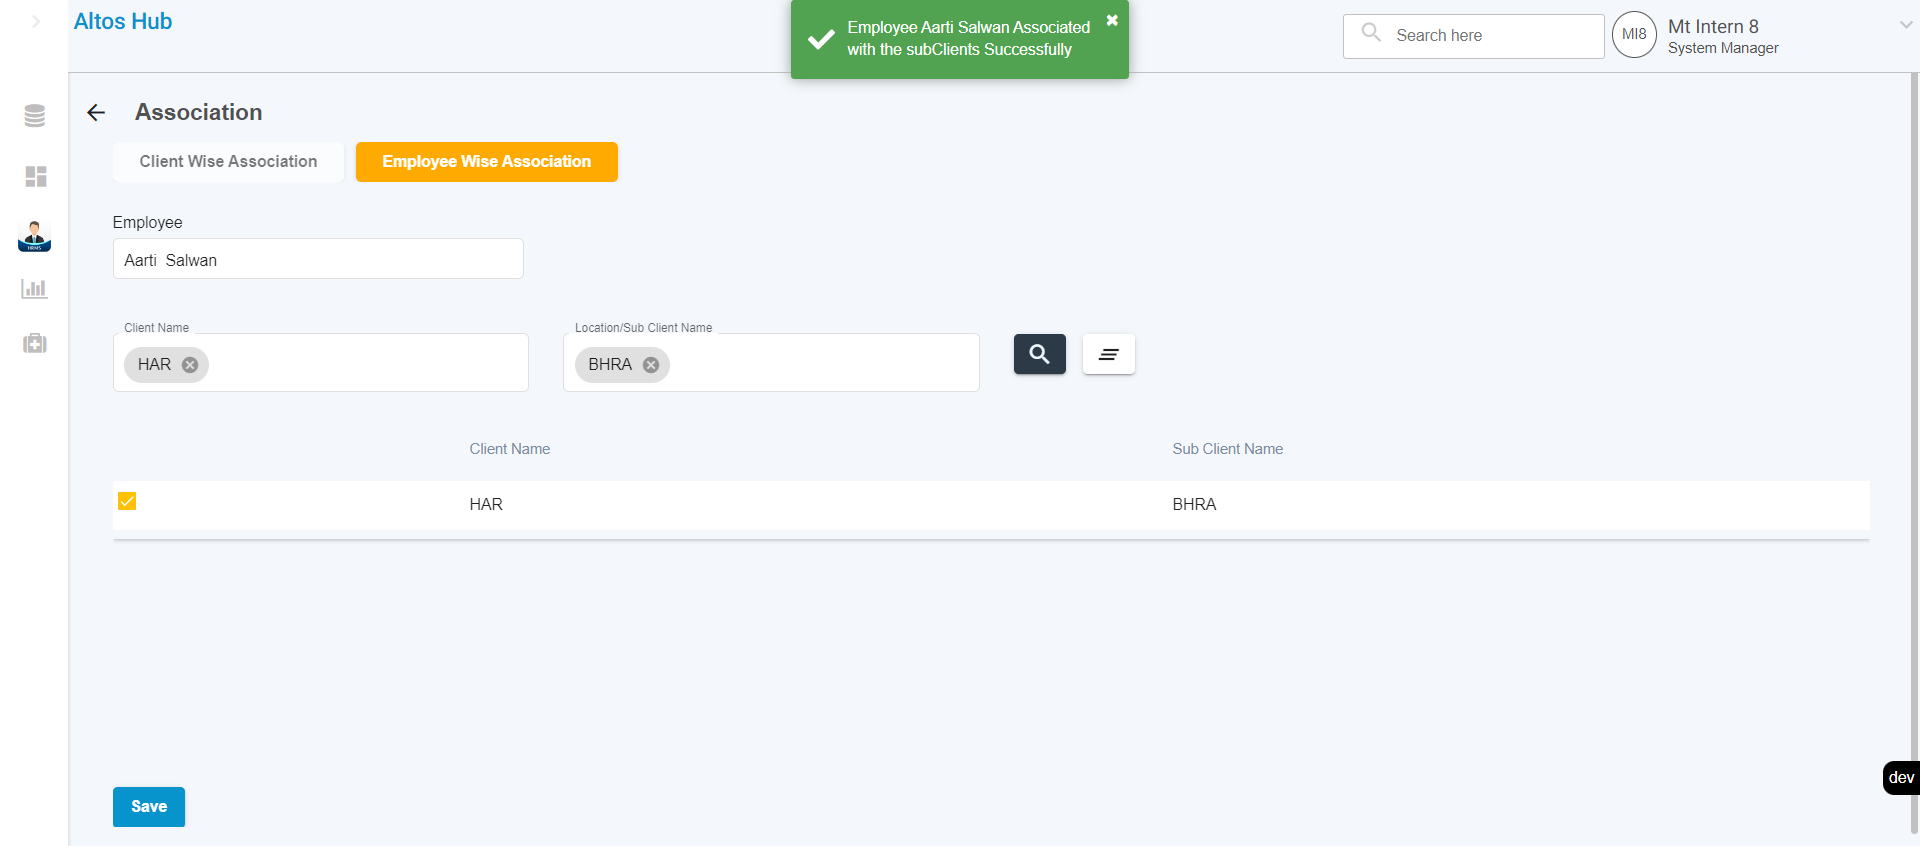 Altos Hub
Employee Aarti Salwan Associated
with the subClients Successfully
Search here
MI8
Mt Intern 8
System Manager
Association
Client Wise Association
Employee Wise Association
HRMS
Employee
Aarti  Salwan
Client Name
HAR
Location/Sub Client Name
BHRA
Client Name
Sub Client Name
HAR
BHRA
dev
Save